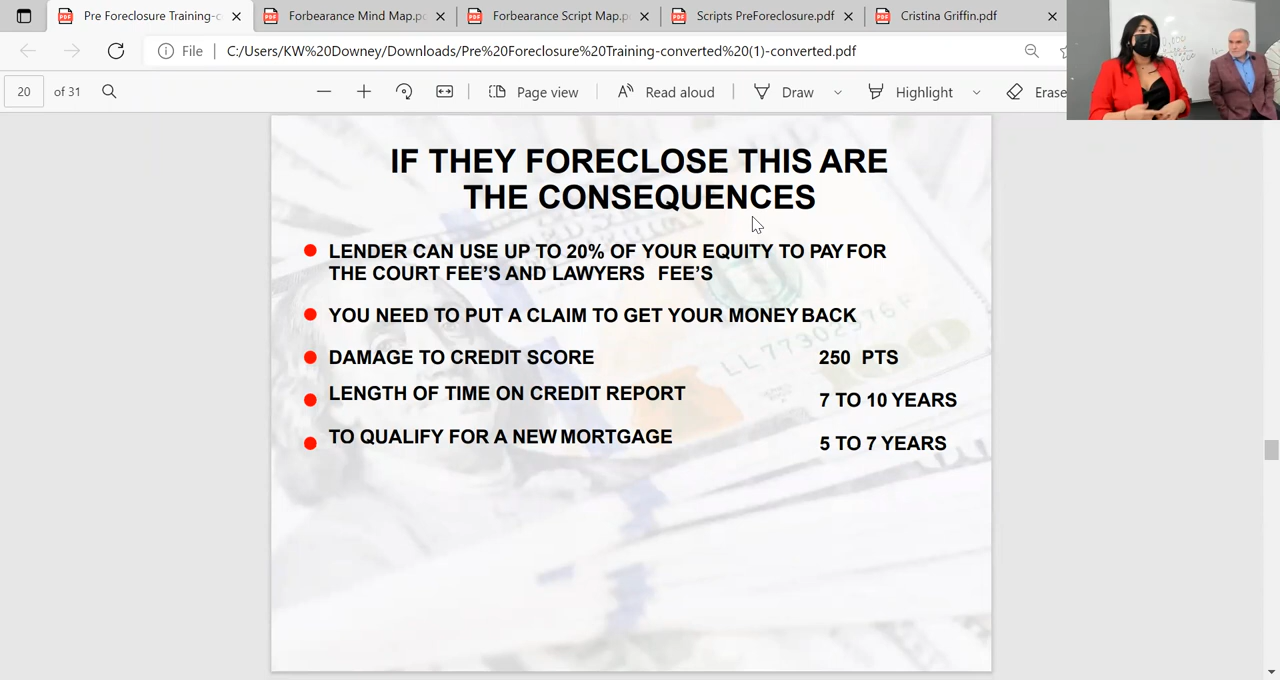 Pre Foreclosure Training-c
Forbearance Mind Map.pc
Forbearance Script Map.p
Scripts PreForeclosure.pdf
Cristina Griffin.pdf
File
C:/Users/KW%20Downey/Downloads/Pre%20Foreclosure%20Training-converted%20(1)-converted.pdf
20 of 31
Page view
Read aloud
Draw
Highlight
Erase
IF THEY FORECLOSE THIS ARE
THE CONSEQUENCES
LENDER CAN USE UP TO 20% OF YOUR EQUITY TO PAY FOR
THE COURT FEE'S AND LAWYERS FEE'S
YOU NEED TO PUT A CLAIM TO GET YOUR MONEY BACK
DAMAGE TO CREDIT SCORE 250 PTS
LENGTH OF TIME ON CREDIT REPORT 7 TO 10 YEARS
TO QUALIFY FOR A NEW MORTGAGE 5 TO 7 YEARS
LL77302976F
100